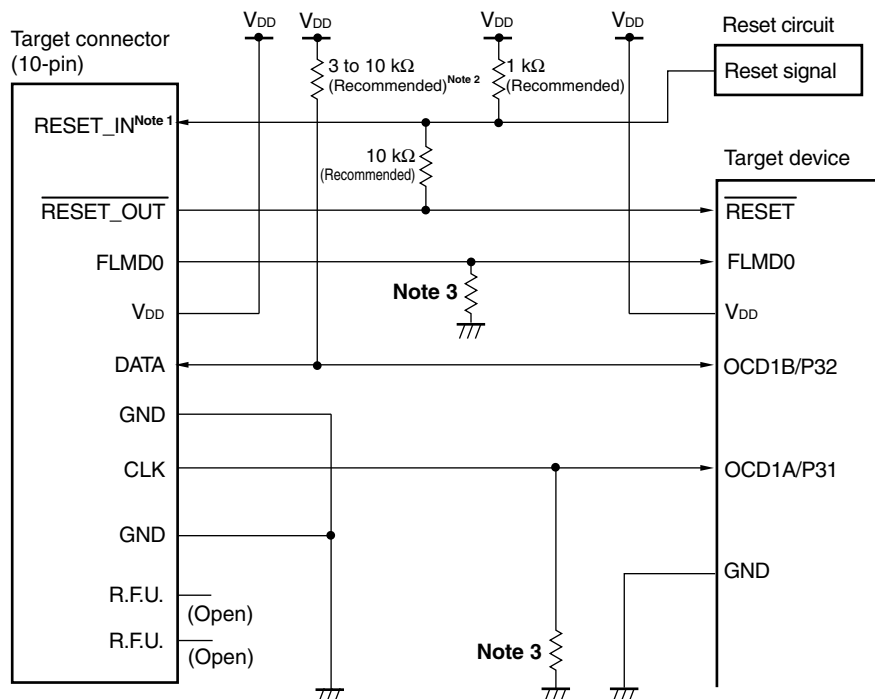 VDD VDD VDD VDD
Reset circuit
Reset signal
Target connector
(10-pin)
3 to 10 kΩ
(Recommended)Note 2
1 kΩ
(Recommended)
RESET_INNote 1
10 kΩ
(Recommended)
Target device
RESET_OUT
RESET
FLMD0
FLMD0
Note 3
VDD
VDD
DATA
OCD1B/P32
GND
CLK
OCD1A/P31
GND
GND
R.F.U.
(Open)
R.F.U.
(Open)
Note 3